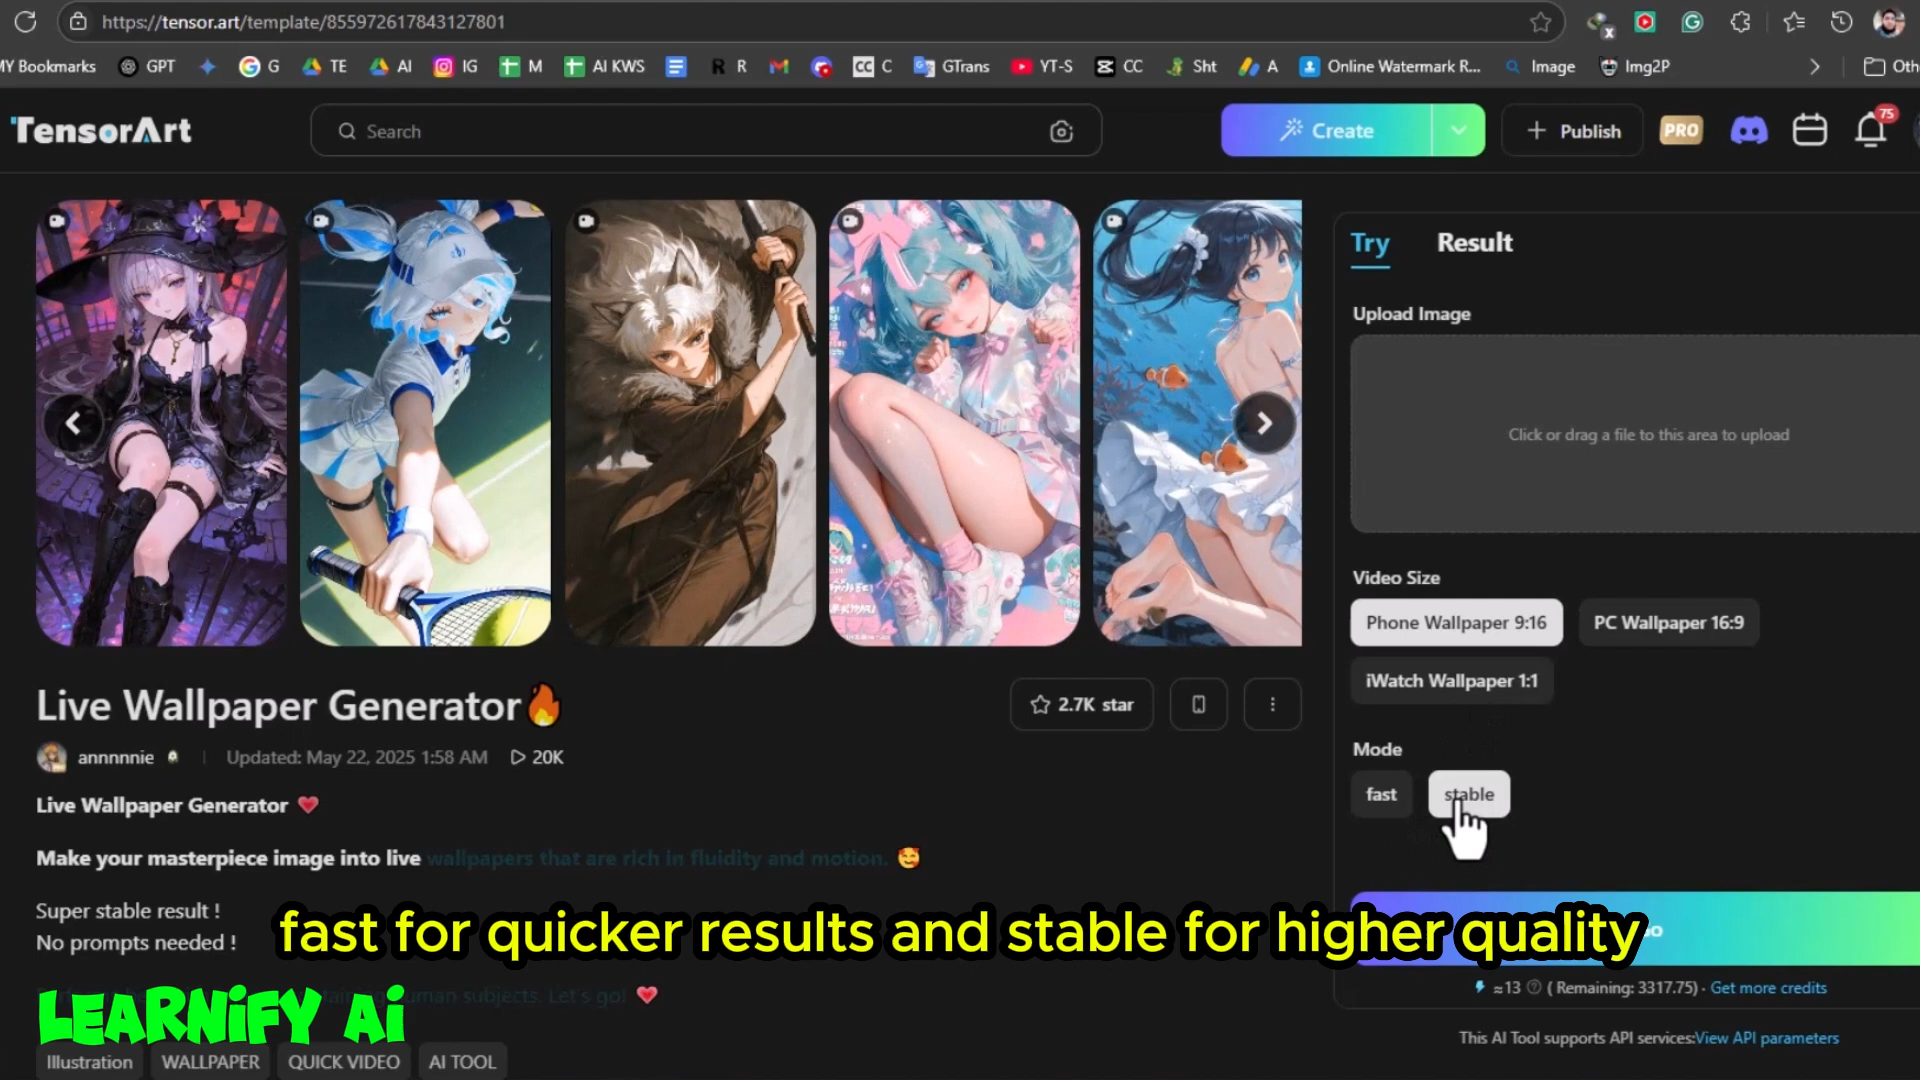 https://tensor.art/template/855972617843127801
MY Bookmarks GPT G TE AI IG M AI KWS R M CC C GTrans YT-S CC Sht A Online Watermark R... Image Img2P Oth
TensorArt Search Create Publish PRO 75
Try Result
Upload Image
Click or drag a file to this area to upload
Video Size
Phone Wallpaper 9:16 PC Wallpaper 16:9
iWatch Wallpaper 1:1
Live Wallpaper Generator🔥 2.7K star
annnnnie Updated: May 22, 2025 1:58 AM 20K
Mode
fast stable
Live Wallpaper Generator ❤️
Make your masterpiece image into live wallpapers that are rich in fluidity and motion. 🥰
Super stable result !
No prompts needed !
fast for quicker results and stable for higher quality
human subjects. Let's go! ❤️
LEARNiFY Ai
≈13 ( Remaining: 3317.75) · Get more credits
This AI Tool supports API services:View API parameters
Illustration WALLPAPER QUICK VIDEO AI TOOL